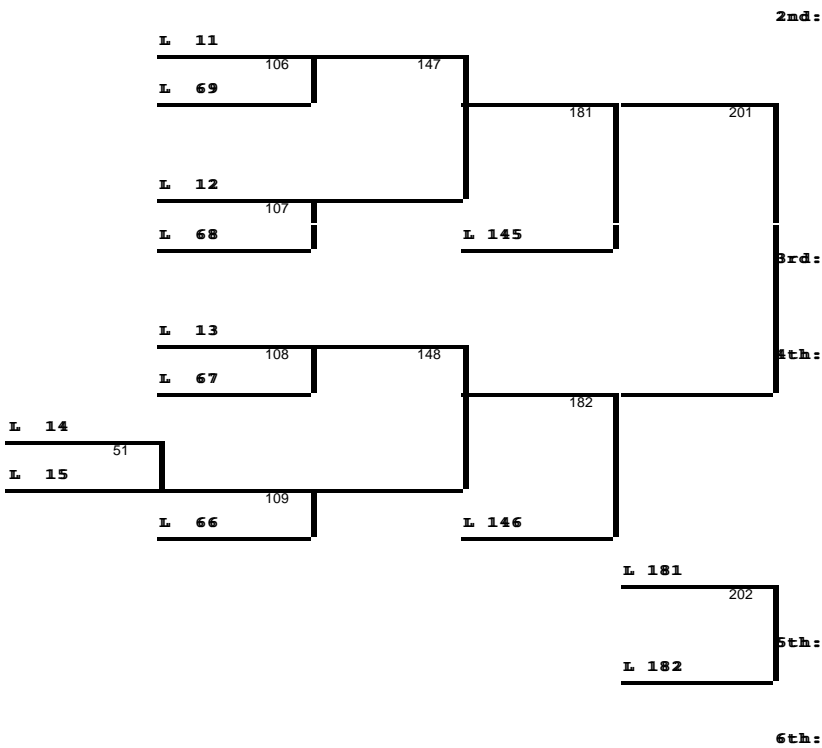 2nd:
L 11
106
147
L 69
181
201
L 12
107
L 68
L 145
3rd:
L 13
108
148
4th:
L 67
182
L 14
51
L 15
109
L 66
L 146
L 181
202
5th:
L 182
6th: